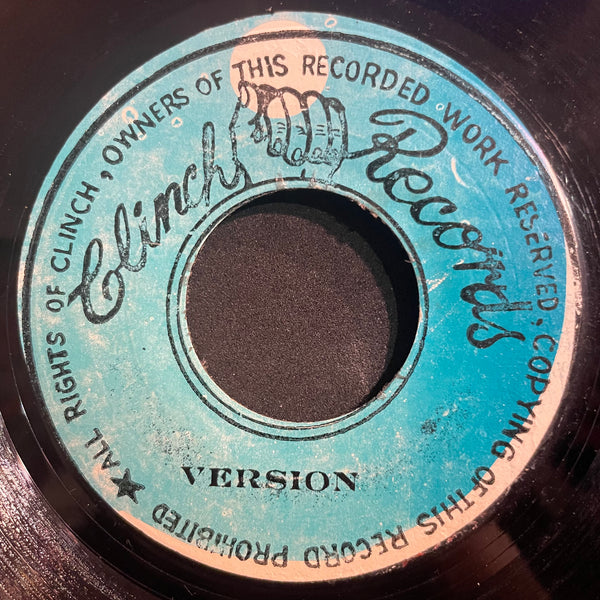 ★ ALL RIGHTS OF CLINCH, OWNERS OF THIS RECORDED WORK RESERVED, COPYING OF THIS RECORD PROHIBITED
Clinch Records
VERSION